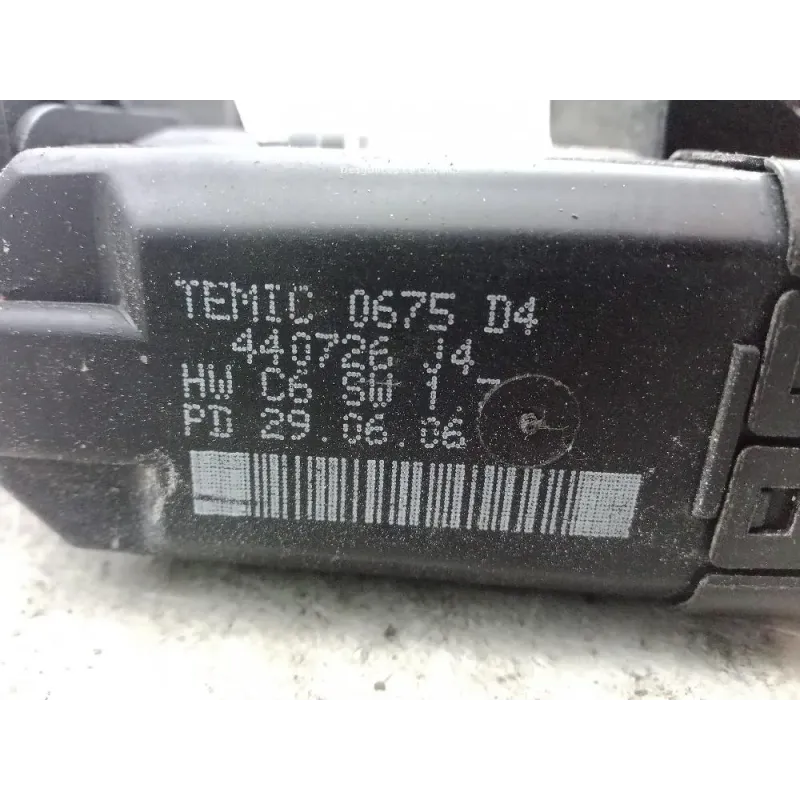 TEMIC 0675 D4
440726 J4
HW C6 SW 1.7
PD 29.06.06